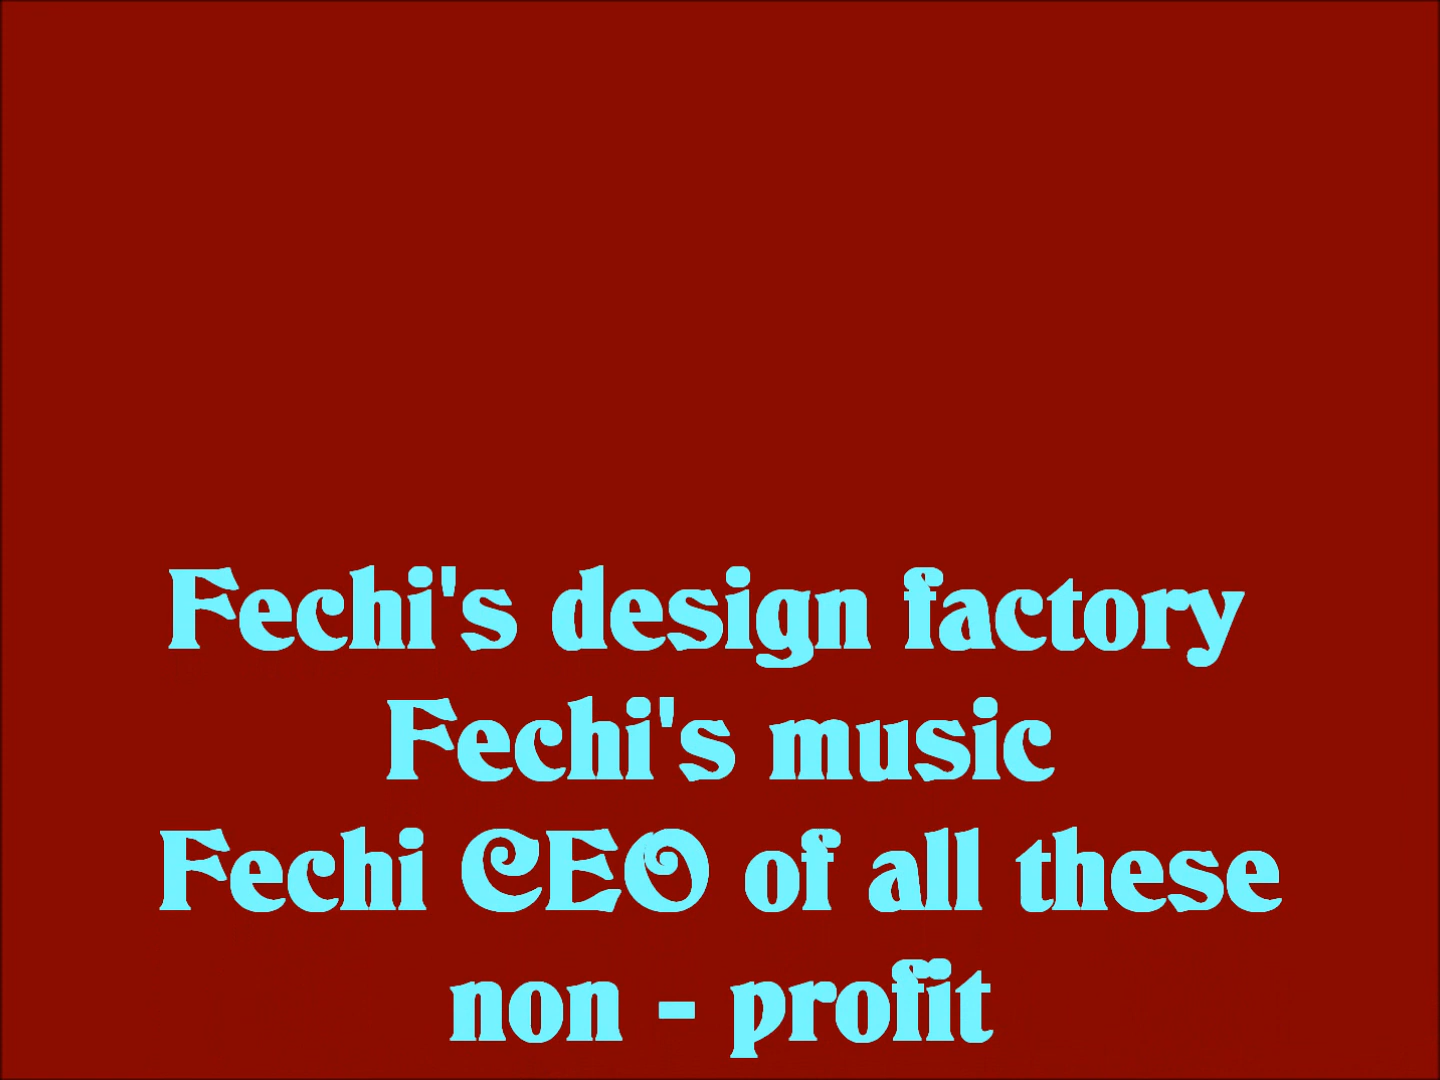 Fechi's design factory
Fechi's music
Fechi CEO of all these
non - profit